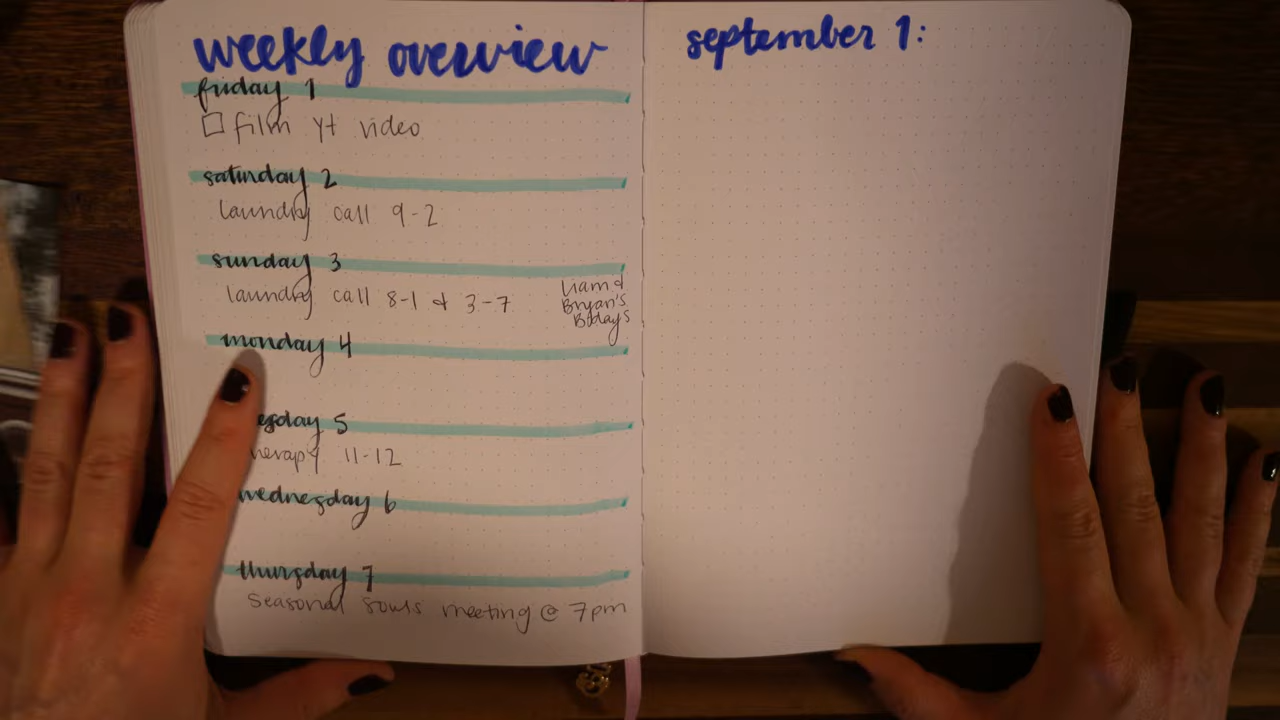 weekly overview
friday 1
film yt video
saturday 2
laundry call 9-2
sunday 3
laundry call 8-1 & 3-7
Liam &
Bryan's
Bdays
monday 4
esday 5
herapy 11-12
wednesday 6
thursday 7
Seasonal souls meeting @ 7pm
september 1: